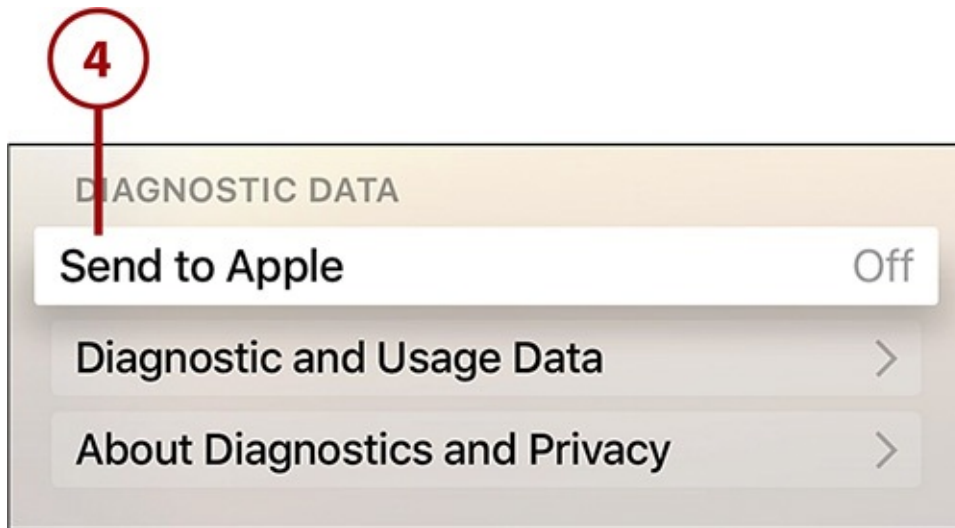 4
DIAGNOSTIC DATA
Send to Apple Off
Diagnostic and Usage Data
About Diagnostics and Privacy